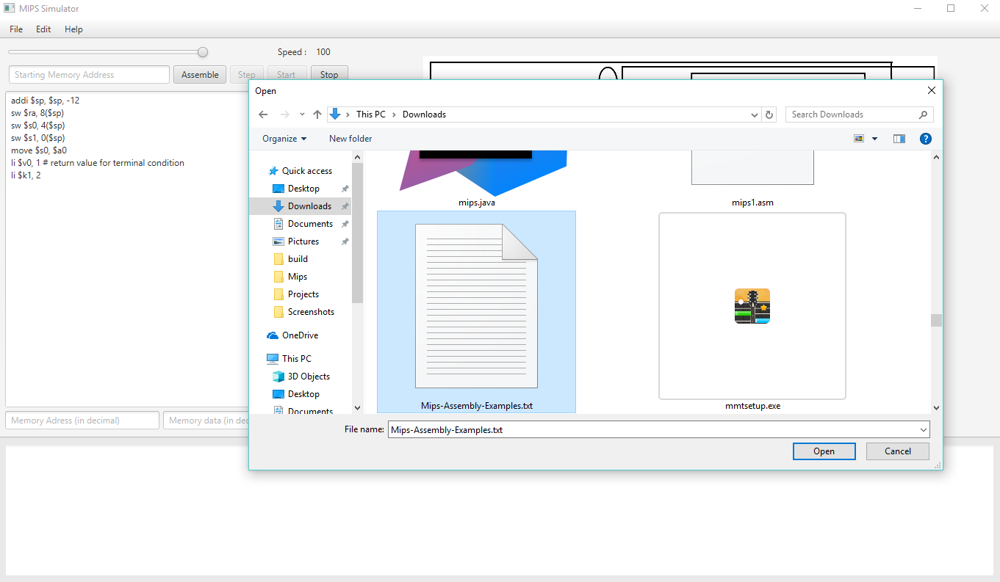 MIPS Simulator
File Edit Help
Speed : 100
Starting Memory Address Assemble Step Start Stop
addi $sp, $sp, -12
sw $ra, 8($sp)
sw $s0, 4($sp)
sw $s1, 0($sp)
move $s0, $a0
li $v0, 1 # return value for terminal condition
li $k1, 2
Memory Adress (in decimal) Memory data (in dec
Open
This PC Downloads Search Downloads
Organize New folder
Quick access
Desktop
Downloads
Documents
Pictures
build
Mips
Projects
Screenshots
OneDrive
This PC
3D Objects
Desktop
Documents
mips.java mips1.asm
Mips-Assembly-Examples.txt mmtsetup.exe
File name: Mips-Assembly-Examples.txt
Open Cancel